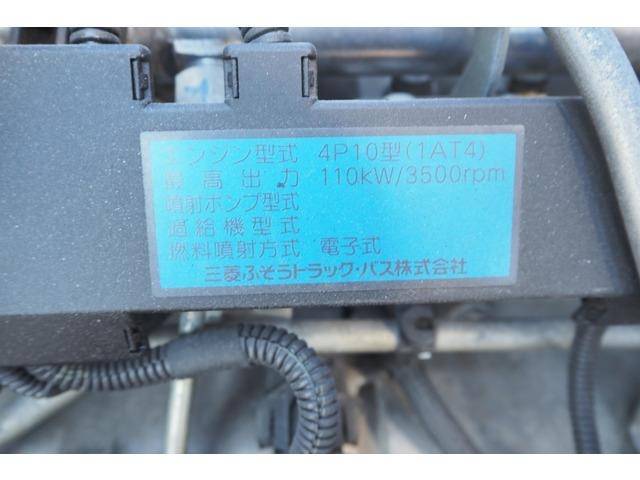 エンジン型式 4P10型(1AT4)
最高出力 110kW/3500rpm
噴射ポンプ型式
過給機型式
燃料噴射方式 電子式
三菱ふそうトラック・バス株式会社